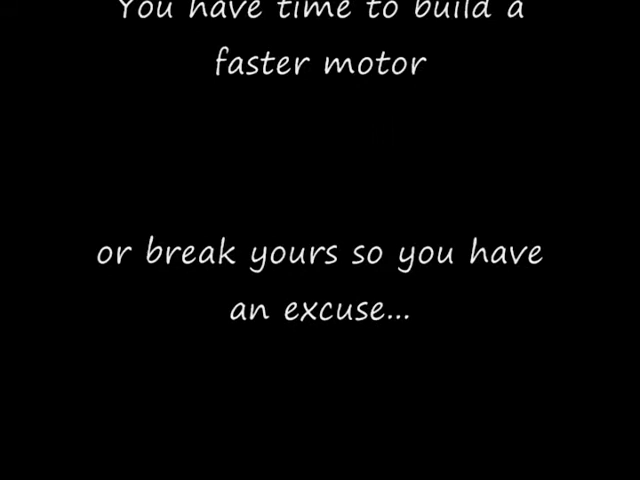 You have time to build a
faster motor
or break yours so you have
an excuse...